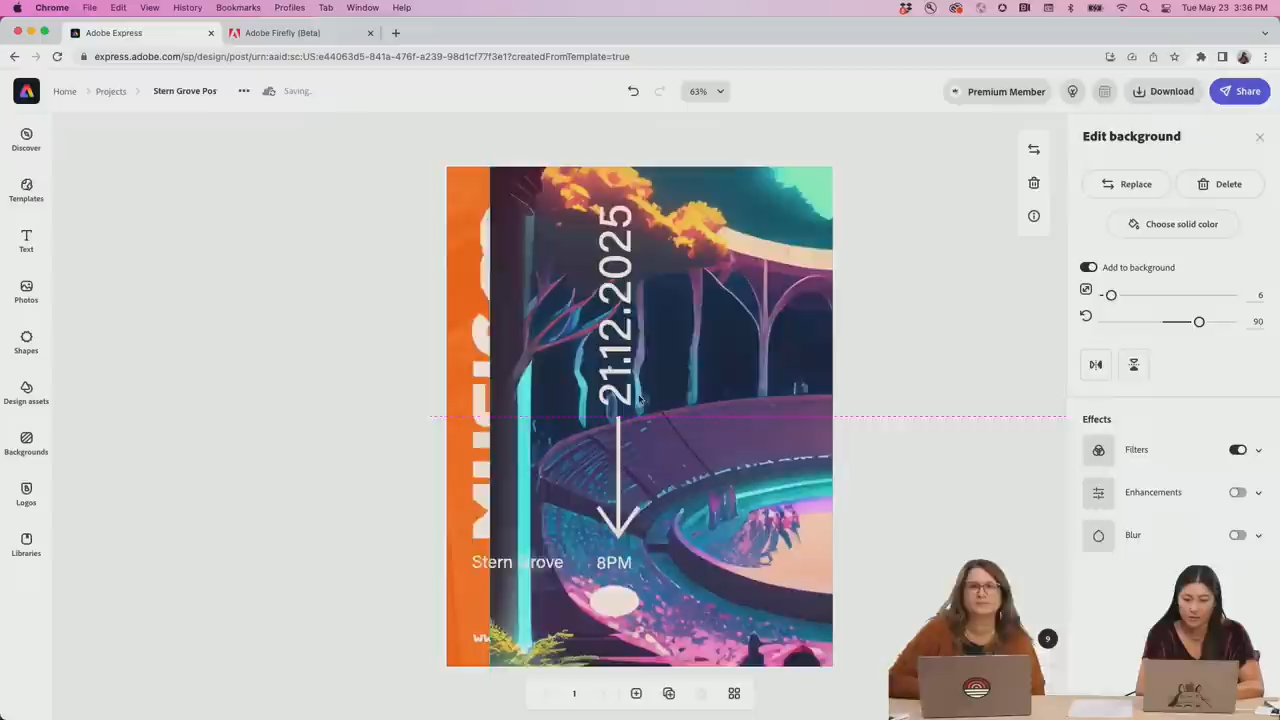 Chrome File Edit View History Bookmarks Profiles Tab Window Help
Tue May 23 3:36 PM
Adobe Express
Adobe Firefly (Beta)
express.adobe.com/sp/design/post/urn:aaid:sc:US:e44063d5-841a-476f-a239-98d1cf77f3e1?createdFromTemplate=true
Home
Projects
Stern Grove Pos
Saving.
63%
Premium Member
Download
Share
Discover
Templates
Text
Photos
Shapes
Design assets
Backgrounds
Logos
Libraries
21.12.2025
Stern Grove
8PM
1
Edit background
Replace
Delete
Choose solid color
Add to background
6
90
Effects
Filters
Enhancements
Blur
9